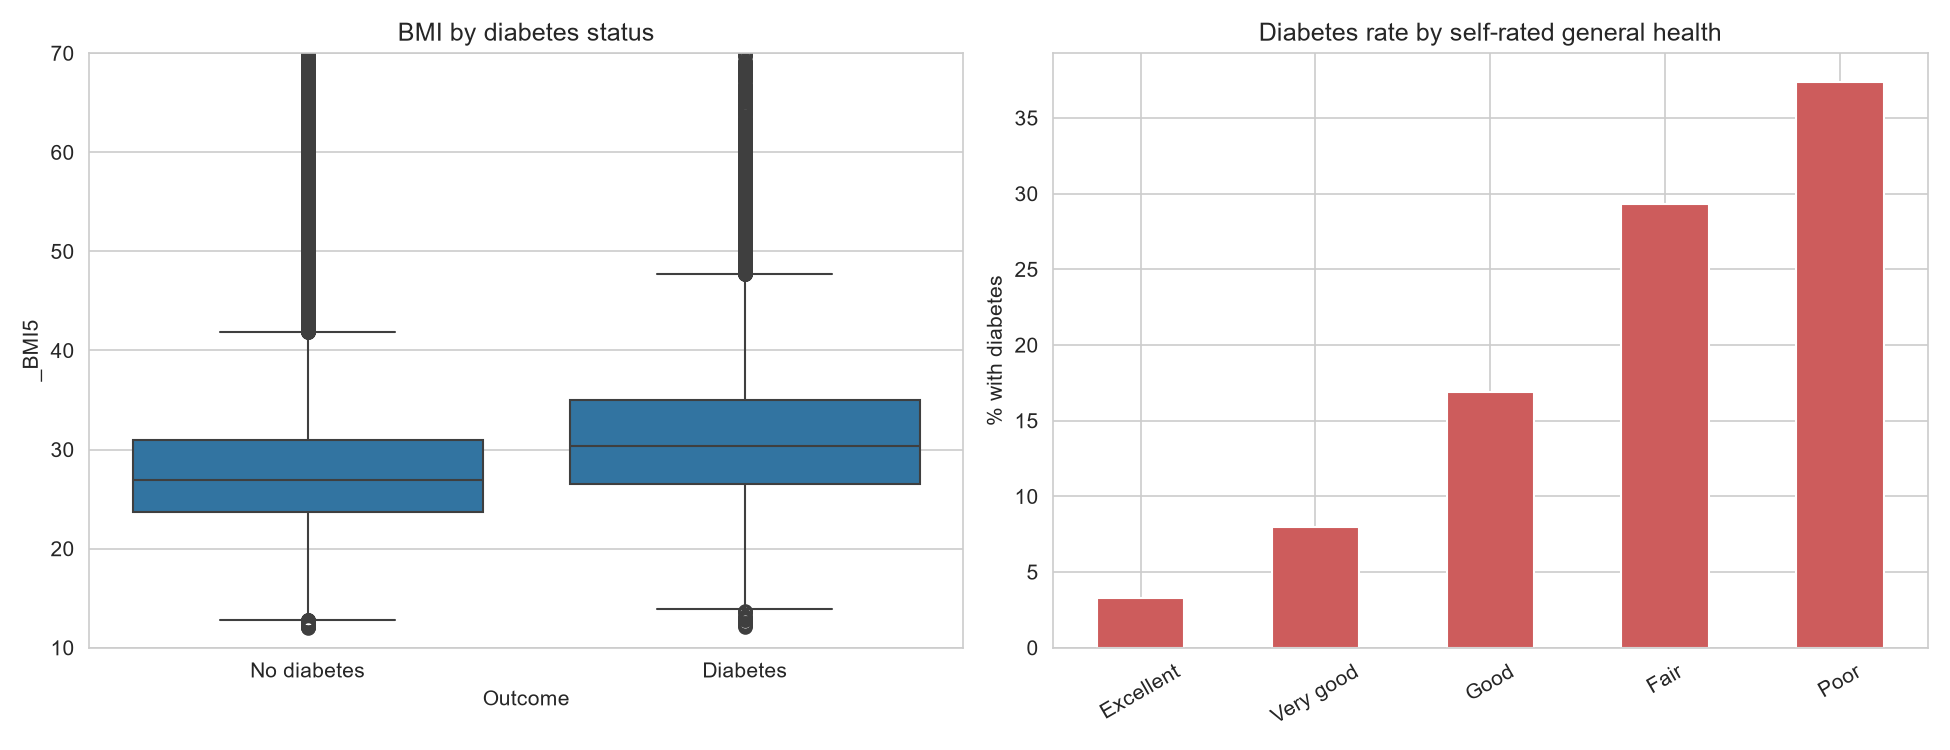 BMI by diabetes status
70
60
50
40
30
20
10
_BMI5
No diabetes
Diabetes
Outcome
Diabetes rate by self-rated general health
35
30
25
20
15
10
5
0
% with diabetes
Excellent
Very good
Good
Fair
Poor